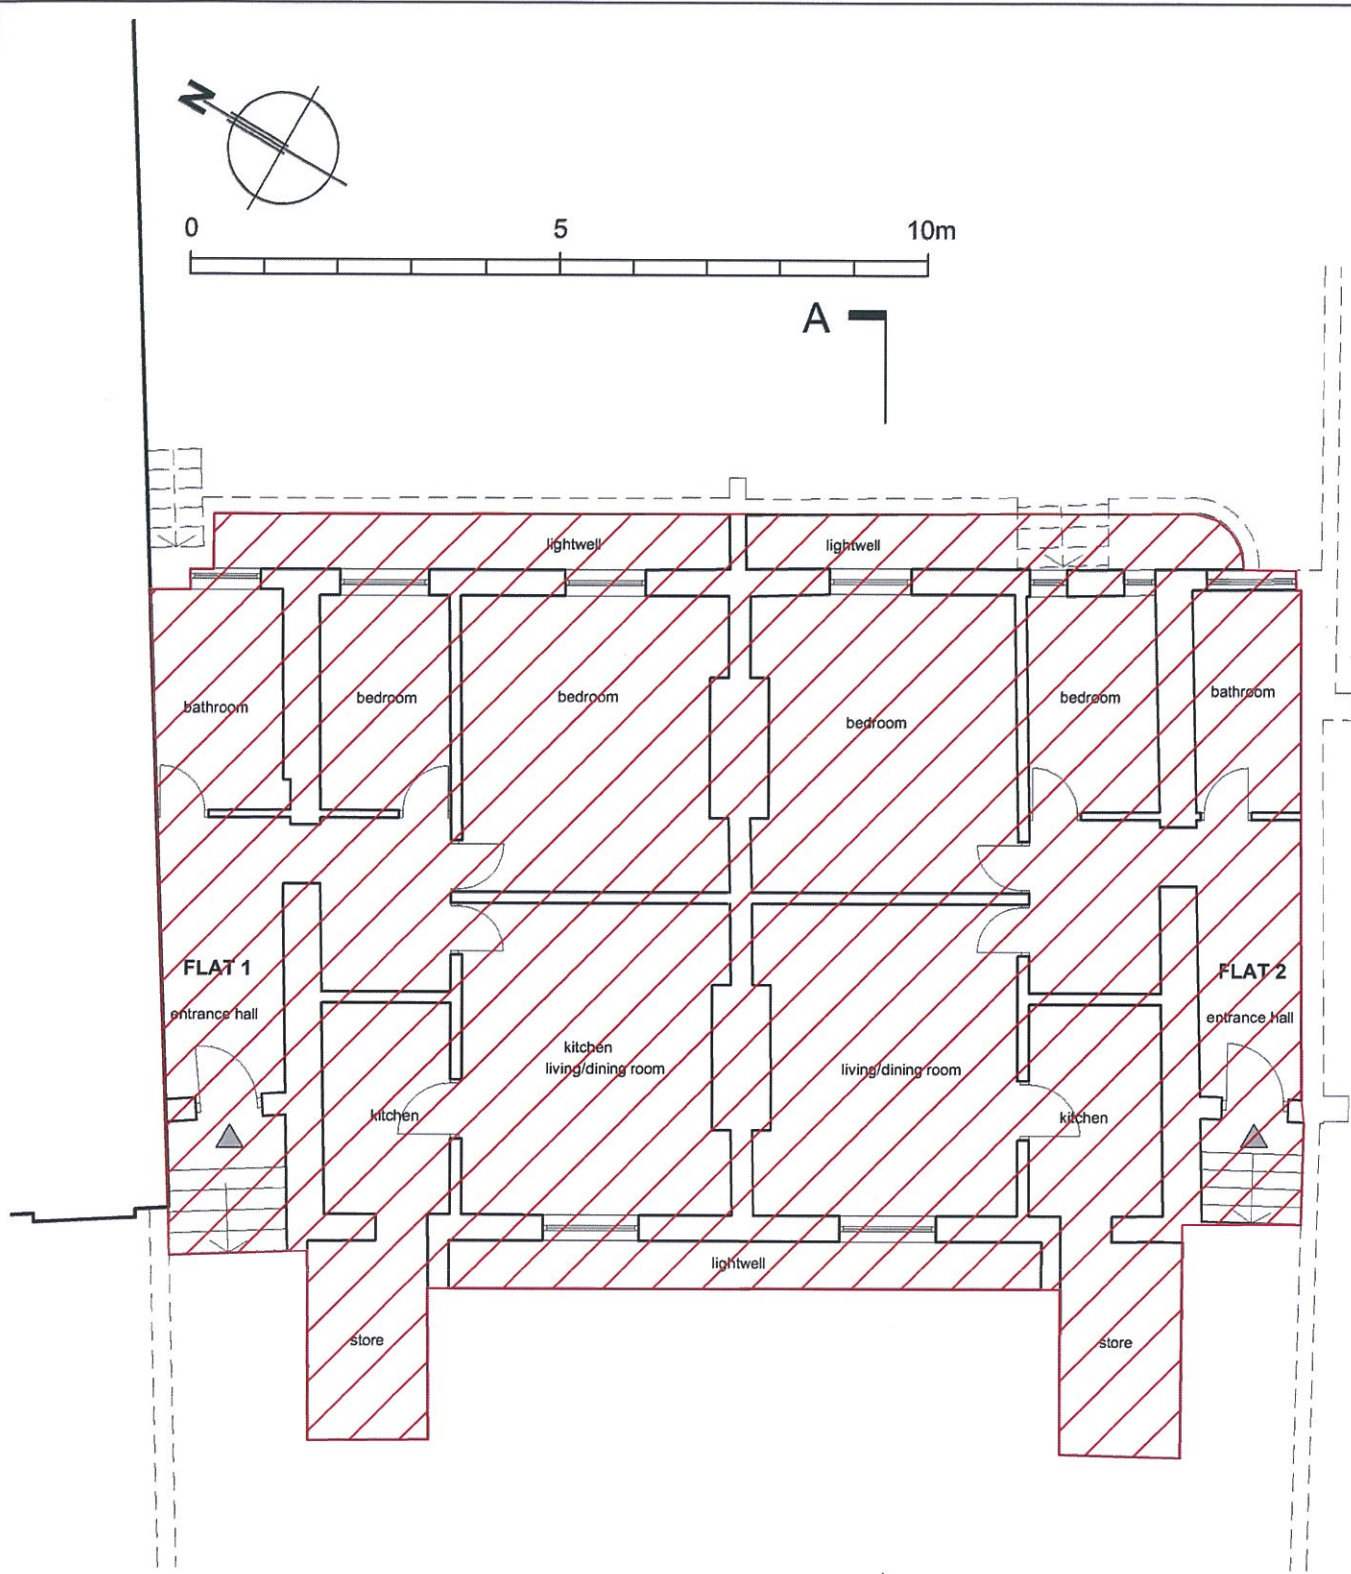 N
0 5 10m
A
lightwell lightwell
bathroom bedroom bedroom bedroom bedroom bathroom
FLAT 1 FLAT 2
entrance hall entrance hall
kitchen
living/dining room living/dining room
kitchen kitchen
lightwell
store store